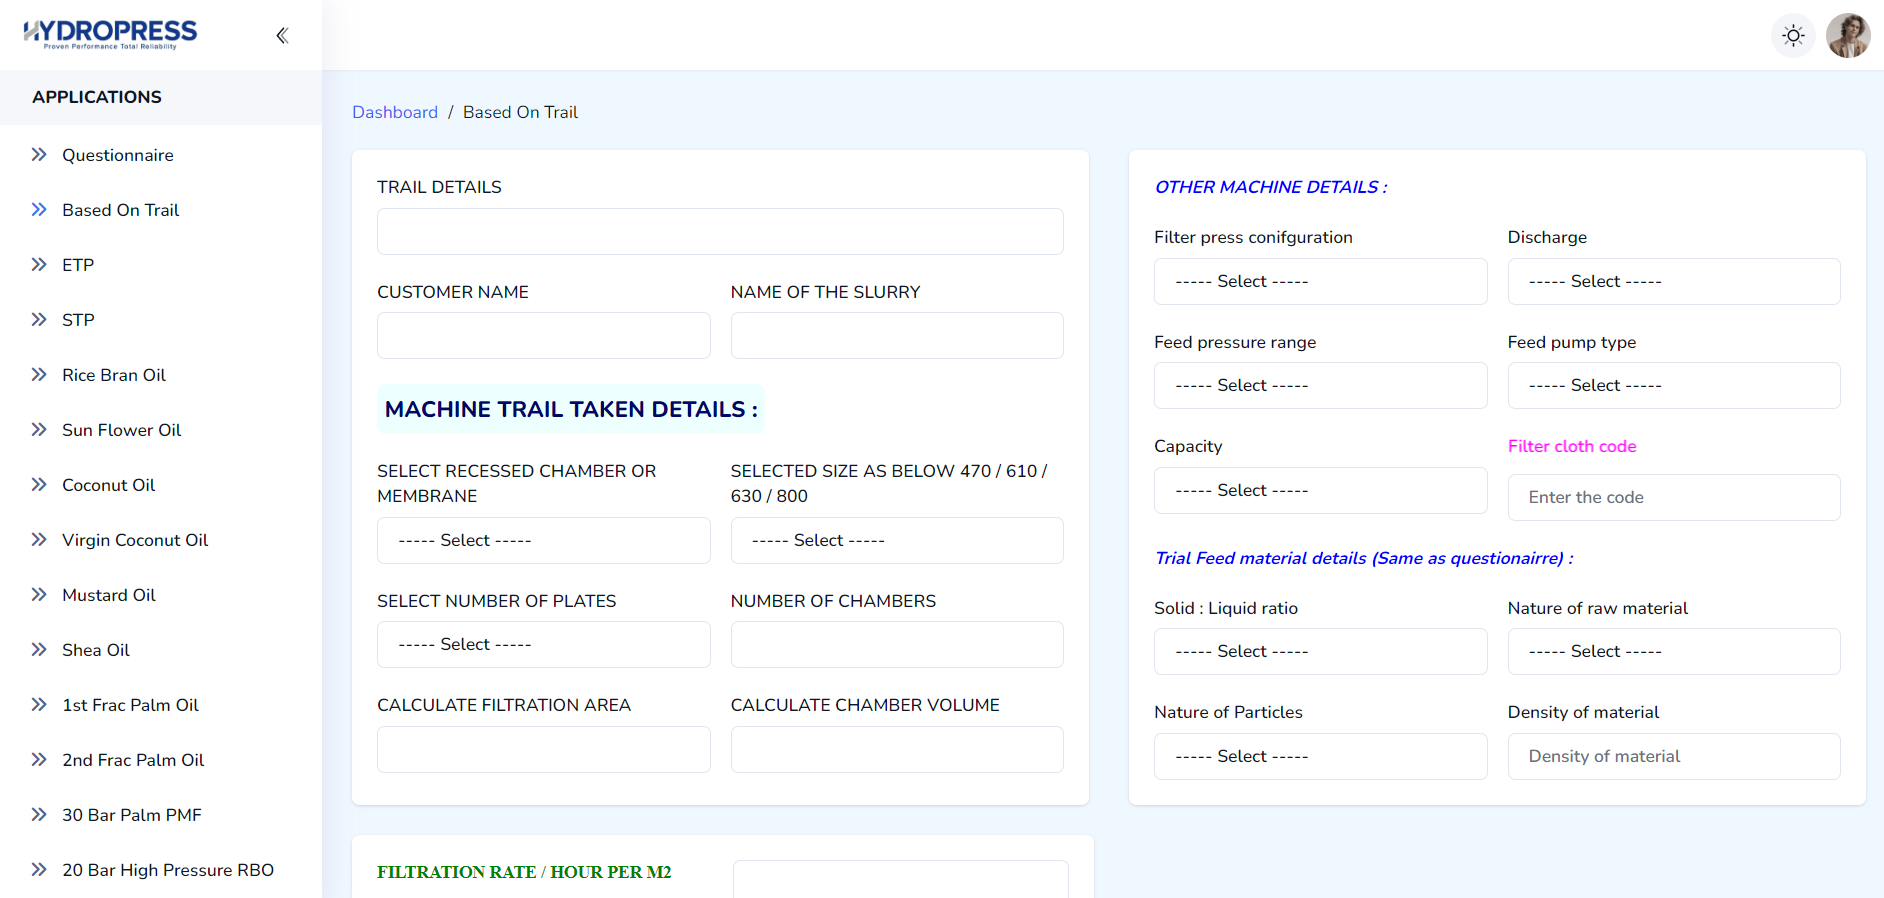 HYDROPRESS
Proven Performance Total Reliability
APPLICATIONS
Questionnaire
Based On Trail
ETP
STP
Rice Bran Oil
Sun Flower Oil
Coconut Oil
Virgin Coconut Oil
Mustard Oil
Shea Oil
1st Frac Palm Oil
2nd Frac Palm Oil
30 Bar Palm PMF
20 Bar High Pressure RBO
Dashboard / Based On Trail
TRAIL DETAILS
CUSTOMER NAME
NAME OF THE SLURRY
MACHINE TRAIL TAKEN DETAILS :
SELECT RECESSED CHAMBER OR
MEMBRANE
----- Select -----
SELECTED SIZE AS BELOW 470 / 610 /
630 / 800
----- Select -----
SELECT NUMBER OF PLATES
----- Select -----
NUMBER OF CHAMBERS
CALCULATE FILTRATION AREA
CALCULATE CHAMBER VOLUME
OTHER MACHINE DETAILS :
Filter press conifguration
----- Select -----
Discharge
----- Select -----
Feed pressure range
----- Select -----
Feed pump type
----- Select -----
Capacity
----- Select -----
Filter cloth code
Enter the code
Trial Feed material details (Same as questionairre) :
Solid : Liquid ratio
----- Select -----
Nature of raw material
----- Select -----
Nature of Particles
----- Select -----
Density of material
Density of material
FILTRATION RATE / HOUR PER M2